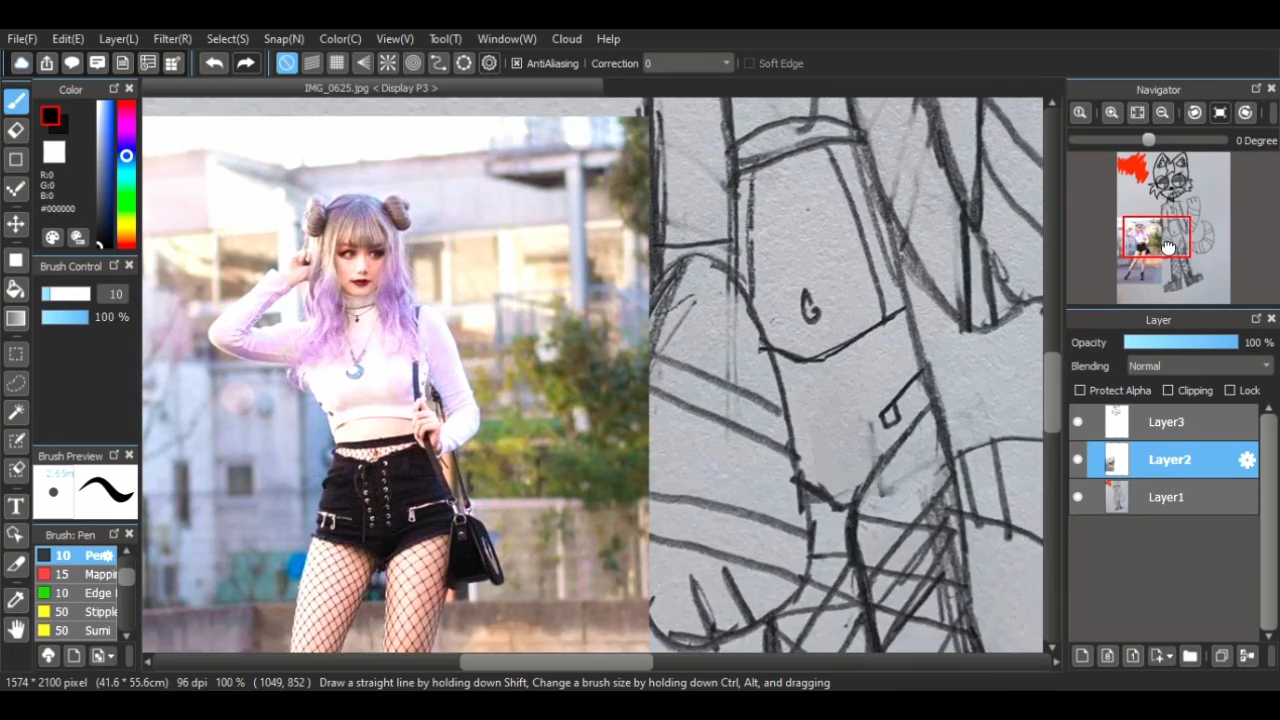 File(F) Edit(E) Layer(L) Filter(R) Select(S) Snap(N) Color(C) View(V) Tool(T) Window(W) Cloud Help
AntiAliasing Correction 0 Soft Edge
Color
R:0
G:0
B:0
#000000
Brush Control
10
100 %
Brush Preview
Brush: Pen
10 Pen
15 Mappi
10 Edge
50 Stipple
50 Sumi
IMG_0625.jpg < Display P3 >
Navigator
0 Degree
Layer
Opacity 100 %
Blending Normal
Protect Alpha Clipping Lock
Layer3
Layer2
Layer1
1574 * 2100 pixel (41.6 * 55.6cm) 96 dpi 100 % ( 1049, 852 ) Draw a straight line by holding down Shift, Change a brush size by holding down Ctrl, Alt, and dragging